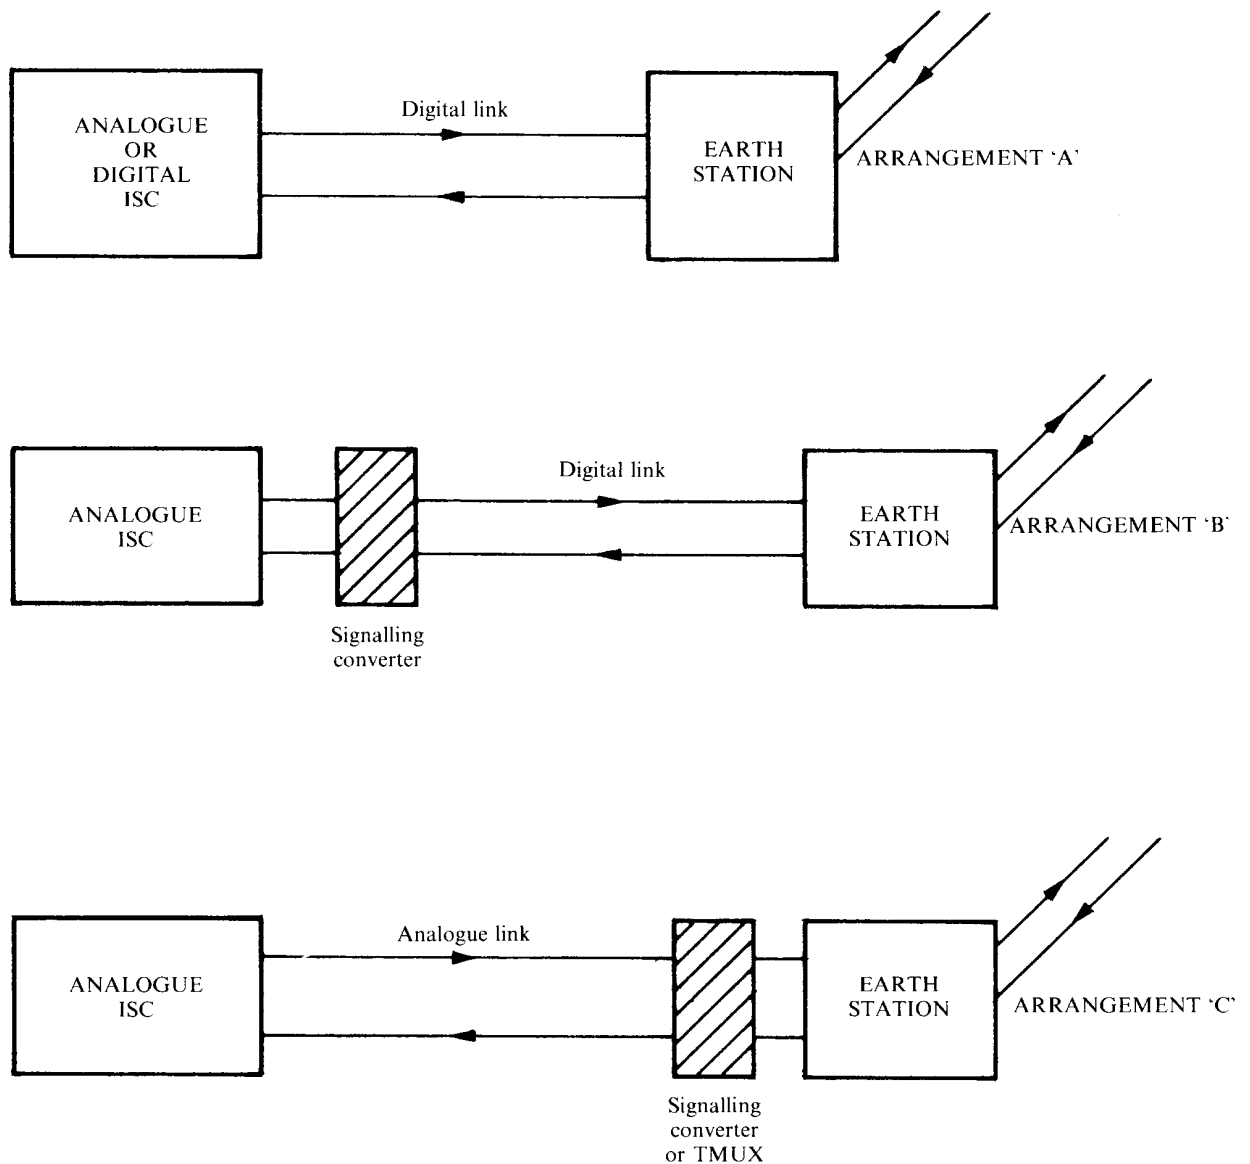 Digital link
ANALOGUE
OR
DIGITAL
ISC
EARTH
STATION
ARRANGEMENT 'A'
Digital link
ANALOGUE
ISC
EARTH
STATION
ARRANGEMENT 'B'
Signalling
converter
Analogue link
ANALOGUE
ISC
EARTH
STATION
ARRANGEMENT 'C'
Signalling
converter
or TMUX